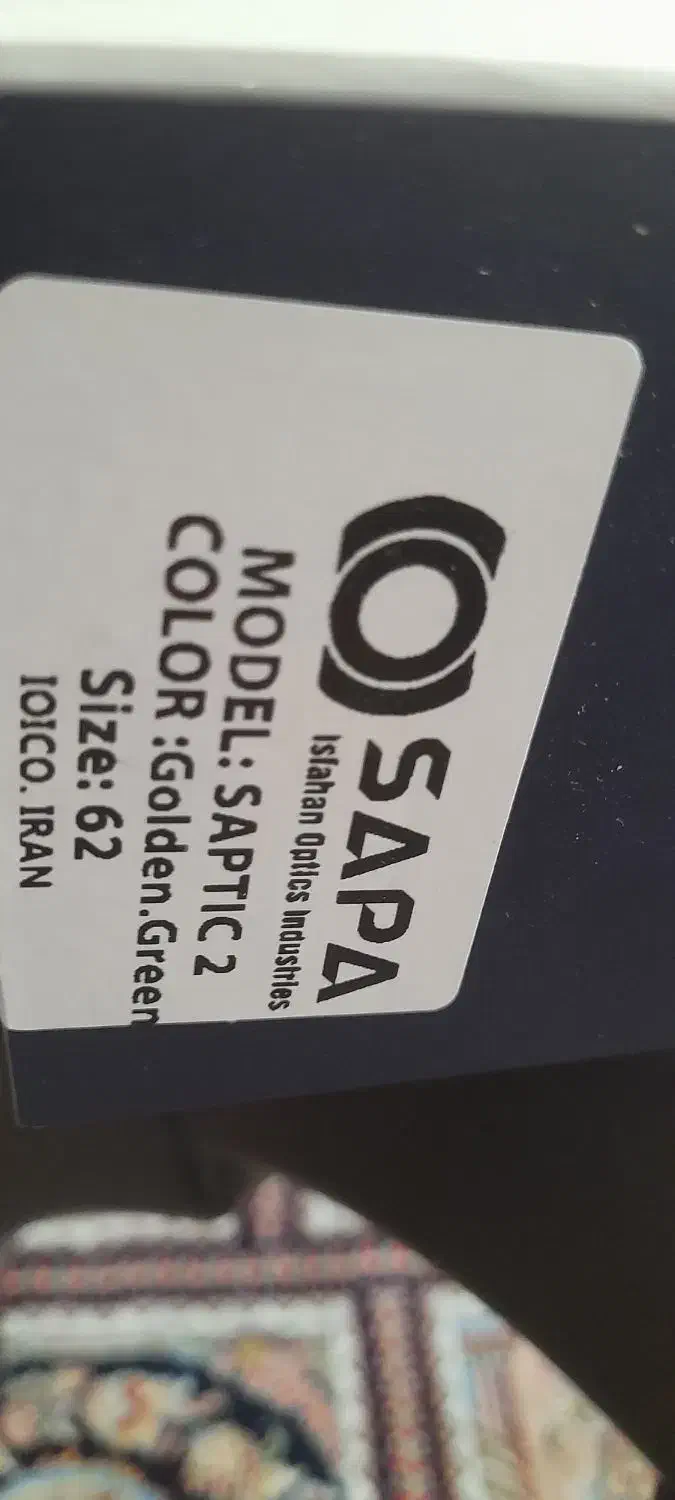 SAPA
Isfahan Optics Industries
MODEL: SAPTIC 2
COLOR :Golden.Green
Size: 62
IOICO. IRAN